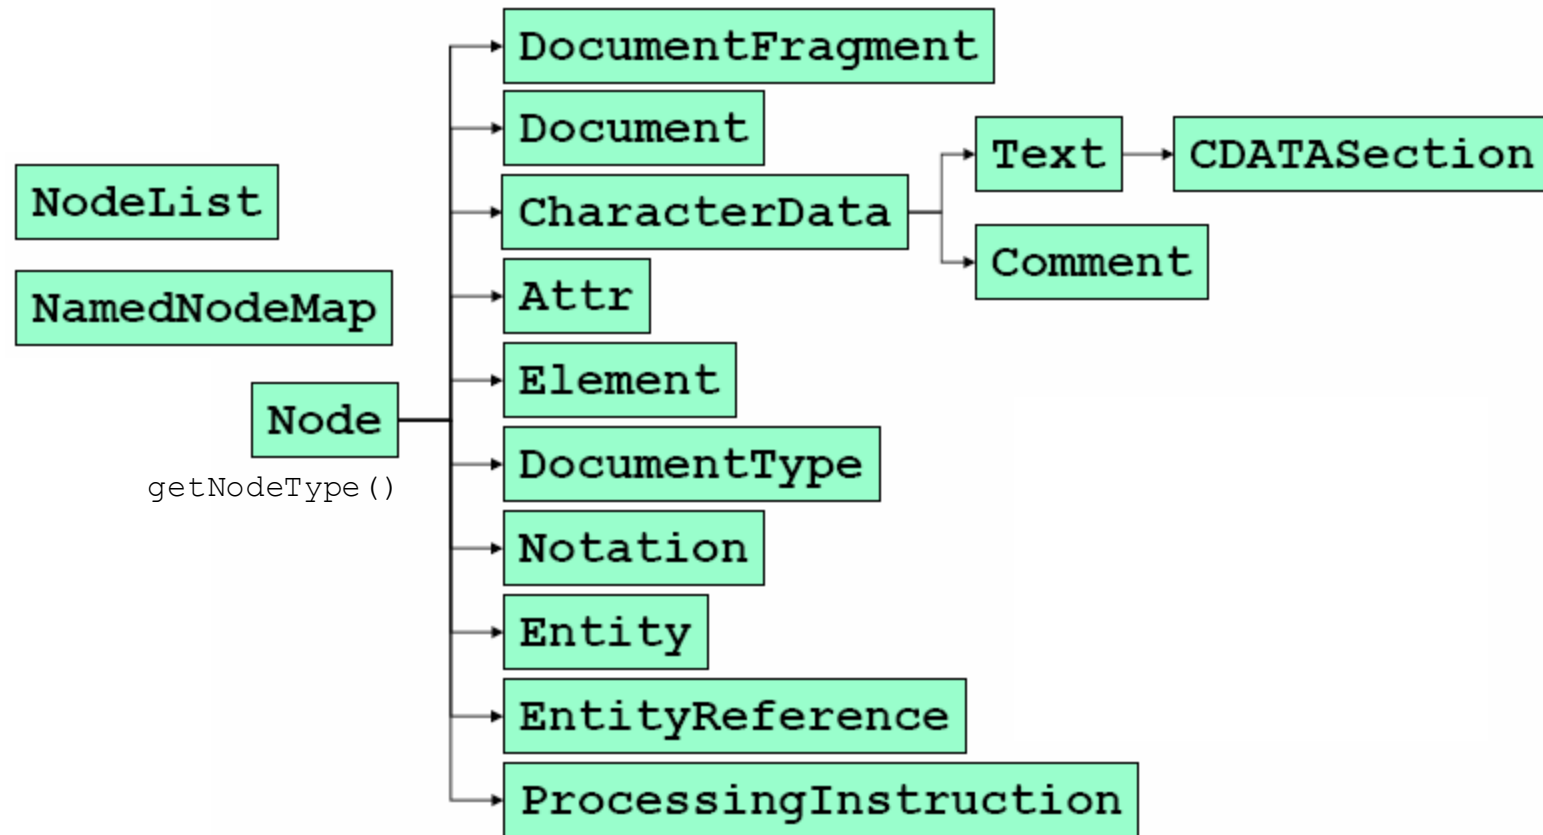 DocumentFragment
Document
Text
CDATASection
NodeList
CharacterData
Comment
NamedNodeMap
Attr
Element
Node
DocumentType
getNodeType()
Notation
Entity
EntityReference
ProcessingInstruction